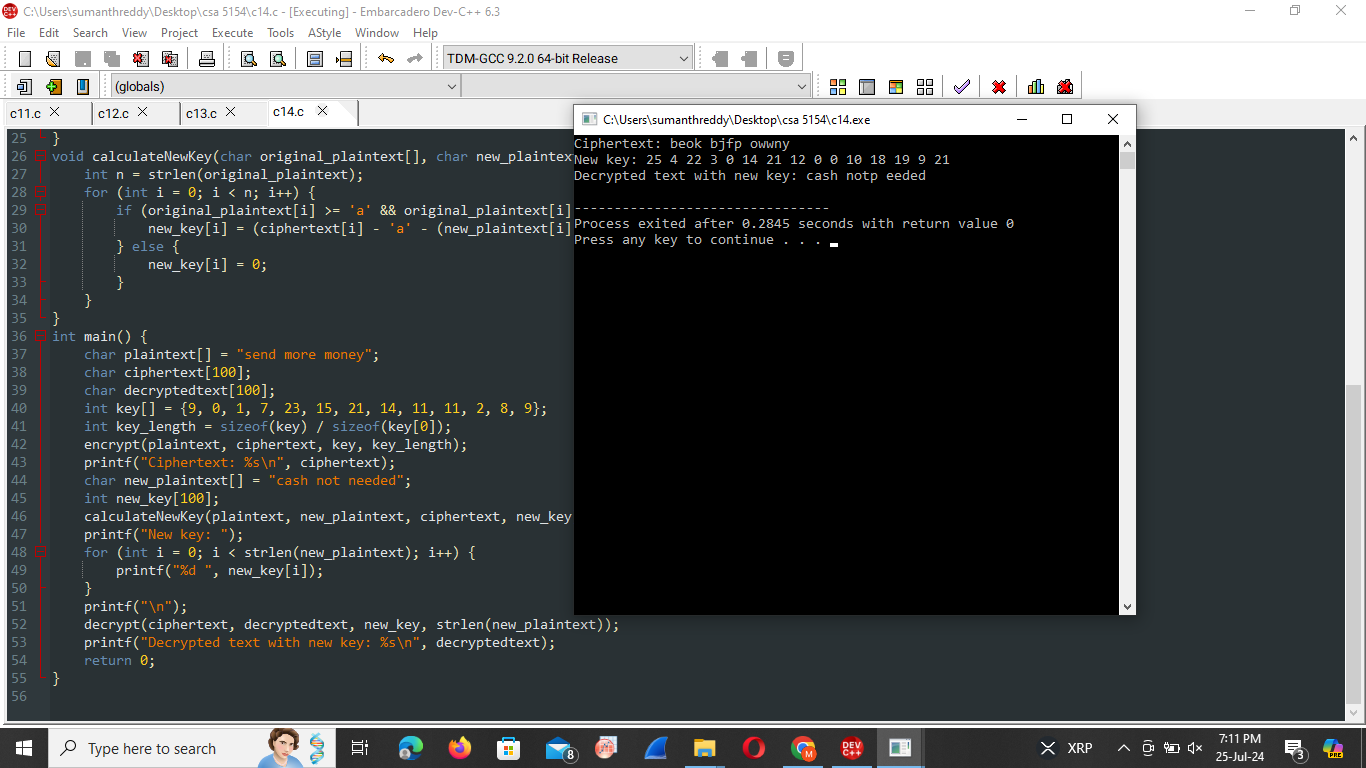 C:\Users\sumanthreddy\Desktop\csa 5154\c14.c - [Executing] - Embarcadero Dev-C++ 6.3
File Edit Search View Project Execute Tools AStyle Window Help
TDM-GCC 9.2.0 64-bit Release
(globals)
c11.c c12.c c13.c c14.c
25 }
26 void calculateNewKey(char original_plaintext[], char new_plaintex
27 int n = strlen(original_plaintext);
28 for (int i = 0; i < n; i++) {
29 if (original_plaintext[i] >= 'a' && original_plaintext[i]
30 new_key[i] = (ciphertext[i] - 'a' - (new_plaintext[i]
31 } else {
32 new_key[i] = 0;
33 }
34 }
35 }
36 int main() {
37 char plaintext[] = "send more money";
38 char ciphertext[100];
39 char decryptedtext[100];
40 int key[] = {9, 0, 1, 7, 23, 15, 21, 14, 11, 11, 2, 8, 9};
41 int key_length = sizeof(key) / sizeof(key[0]);
42 encrypt(plaintext, ciphertext, key, key_length);
43 printf("Ciphertext: %s\n", ciphertext);
44 char new_plaintext[] = "cash not needed";
45 int new_key[100];
46 calculateNewKey(plaintext, new_plaintext, ciphertext, new_key
47 printf("New key: ");
48 for (int i = 0; i < strlen(new_plaintext); i++) {
49 printf("%d ", new_key[i]);
50 }
51 printf("\n");
52 decrypt(ciphertext, decryptedtext, new_key, strlen(new_plaintext));
53 printf("Decrypted text with new key: %s\n", decryptedtext);
54 return 0;
55 }
56
C:\Users\sumanthreddy\Desktop\csa 5154\c14.exe
Ciphertext: beok bjfp owwny
New key: 25 4 22 3 0 14 21 12 0 0 10 18 19 9 21
Decrypted text with new key: cash notp eeded
--------------------------------
Process exited after 0.2845 seconds with return value 0
Press any key to continue . . .
Type here to search
8
DEV C++
XRP
7:11 PM
25-Jul-24
3
PRE